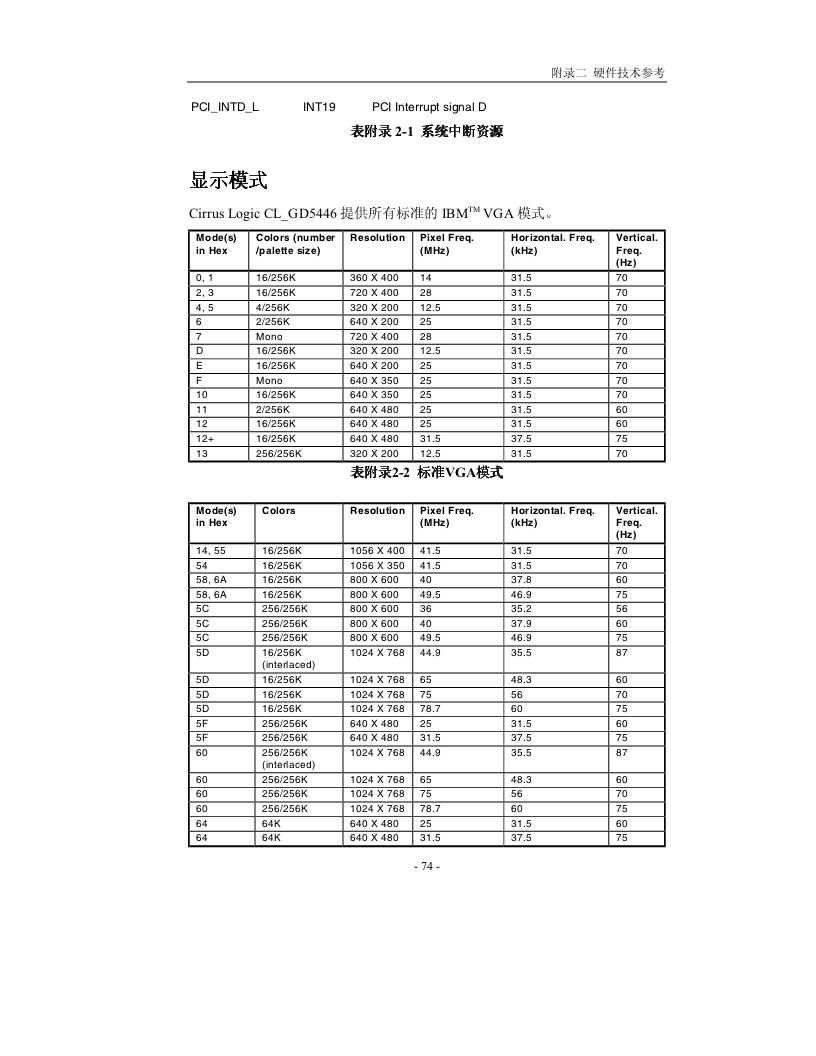 附录二 硬件技术参考
PCI_INTD_L INT19 PCI Interrupt signal D
表附录 2-1 系统中断资源
显示模式
Cirrus Logic CL_GD5446 提供所有标准的 IBM™ VGA 模式。
Mode(s) Colors (number Resolution Pixel Freq. Horizontal. Freq. Vertical.
in Hex /palette size) (MHz) (kHz) Freq.
(Hz)
0, 1 16/256K 360 X 400 14 31.5 70
2, 3 16/256K 720 X 400 28 31.5 70
4, 5 4/256K 320 X 200 12.5 31.5 70
6 2/256K 640 X 200 25 31.5 70
7 Mono 720 X 400 28 31.5 70
D 16/256K 320 X 200 12.5 31.5 70
E 16/256K 640 X 200 25 31.5 70
F Mono 640 X 350 25 31.5 70
10 16/256K 640 X 350 25 31.5 70
11 2/256K 640 X 480 25 31.5 60
12 16/256K 640 X 480 25 31.5 60
12+ 16/256K 640 X 480 31.5 37.5 75
13 256/256K 320 X 200 12.5 31.5 70
表附录2-2 标准VGA模式
Mode(s) Colors Resolution Pixel Freq. Horizontal. Freq. Vertical.
in Hex (MHz) (kHz) Freq.
(Hz)
14, 55 16/256K 1056 X 400 41.5 31.5 70
54 16/256K 1056 X 350 41.5 31.5 70
58, 6A 16/256K 800 X 600 40 37.8 60
58, 6A 16/256K 800 X 600 49.5 46.9 75
5C 256/256K 800 X 600 36 35.2 56
5C 256/256K 800 X 600 40 37.9 60
5C 256/256K 800 X 600 49.5 46.9 75
5D 16/256K 1024 X 768 44.9 35.5 87
(interlaced)
5D 16/256K 1024 X 768 65 48.3 60
5D 16/256K 1024 X 768 75 56 70
5D 16/256K 1024 X 768 78.7 60 75
5F 256/256K 640 X 480 25 31.5 60
5F 256/256K 640 X 480 31.5 37.5 75
60 256/256K 1024 X 768 44.9 35.5 87
(interlaced)
60 256/256K 1024 X 768 65 48.3 60
60 256/256K 1024 X 768 75 56 70
60 256/256K 1024 X 768 78.7 60 75
64 64K 640 X 480 25 31.5 60
64 64K 640 X 480 31.5 37.5 75
- 74 -